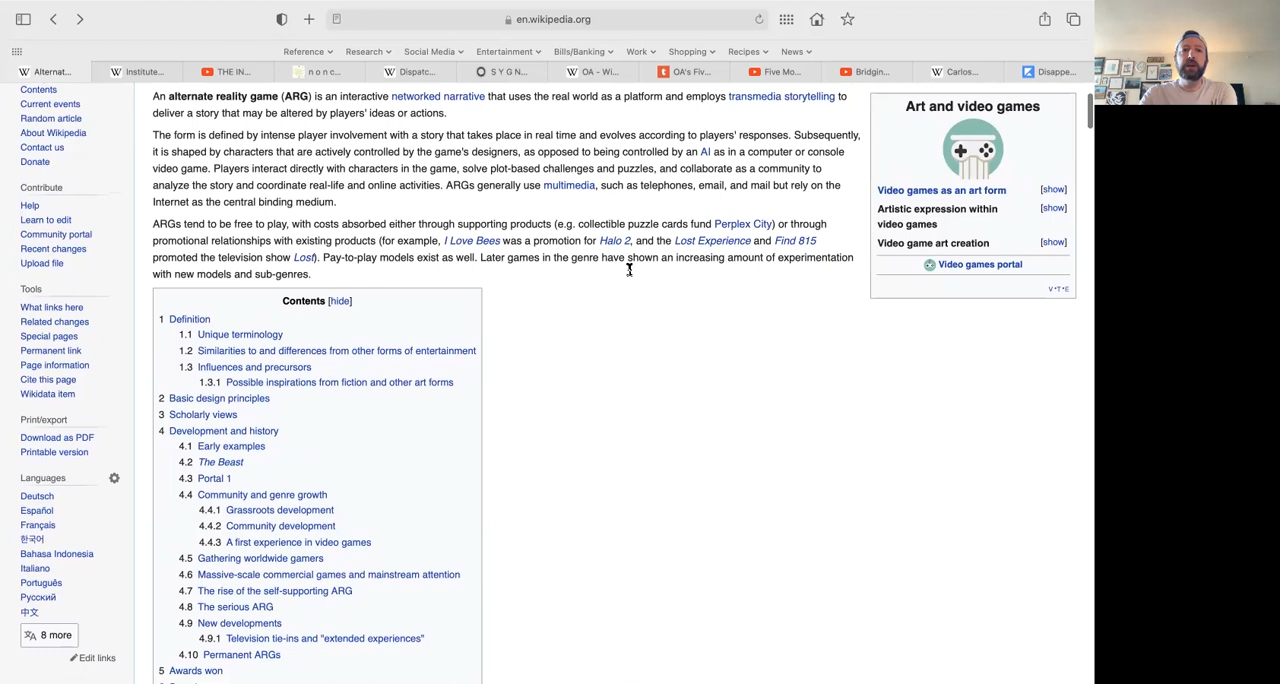 en.wikipedia.org
Reference
Research
Social Media
Entertainment
Bills/Banking
Work
Shopping
Recipes
News
Alternat...
Institute...
THE IN...
n o n c...
Dispatc...
S Y G N...
OA - Wi...
OA's Fiv...
Five Mo...
Bridgin...
Carlos...
Disappe...
Contents
Current events
Random article
About Wikipedia
Contact us
Donate
Contribute
Help
Learn to edit
Community portal
Recent changes
Upload file
Tools
What links here
Related changes
Special pages
Permanent link
Page information
Cite this page
Wikidata item
Print/export
Download as PDF
Printable version
Languages
Deutsch
Español
Français
한국어
Bahasa Indonesia
Italiano
Português
Русский
中文
8 more
Edit links
An alternate reality game (ARG) is an interactive networked narrative that uses the real world as a platform and employs transmedia storytelling to
deliver a story that may be altered by players' ideas or actions.
The form is defined by intense player involvement with a story that takes place in real time and evolves according to players' responses. Subsequently,
it is shaped by characters that are actively controlled by the game's designers, as opposed to being controlled by an AI as in a computer or console
video game. Players interact directly with characters in the game, solve plot-based challenges and puzzles, and collaborate as a community to
analyze the story and coordinate real-life and online activities. ARGs generally use multimedia, such as telephones, email, and mail but rely on the
Internet as the central binding medium.
ARGs tend to be free to play, with costs absorbed either through supporting products (e.g. collectible puzzle cards fund Perplex City) or through
promotional relationships with existing products (for example, I Love Bees was a promotion for Halo 2, and the Lost Experience and Find 815
promoted the television show Lost). Pay-to-play models exist as well. Later games in the genre have shown an increasing amount of experimentation
with new models and sub-genres.
Contents [hide]
1 Definition
1.1 Unique terminology
1.2 Similarities to and differences from other forms of entertainment
1.3 Influences and precursors
1.3.1 Possible inspirations from fiction and other art forms
2 Basic design principles
3 Scholarly views
4 Development and history
4.1 Early examples
4.2 The Beast
4.3 Portal 1
4.4 Community and genre growth
4.4.1 Grassroots development
4.4.2 Community development
4.4.3 A first experience in video games
4.5 Gathering worldwide gamers
4.6 Massive-scale commercial games and mainstream attention
4.7 The rise of the self-supporting ARG
4.8 The serious ARG
4.9 New developments
4.9.1 Television tie-ins and "extended experiences"
4.10 Permanent ARGs
5 Awards won
Art and video games
Video games as an art form [show]
Artistic expression within [show]
video games
Video game art creation [show]
Video games portal
V•T•E